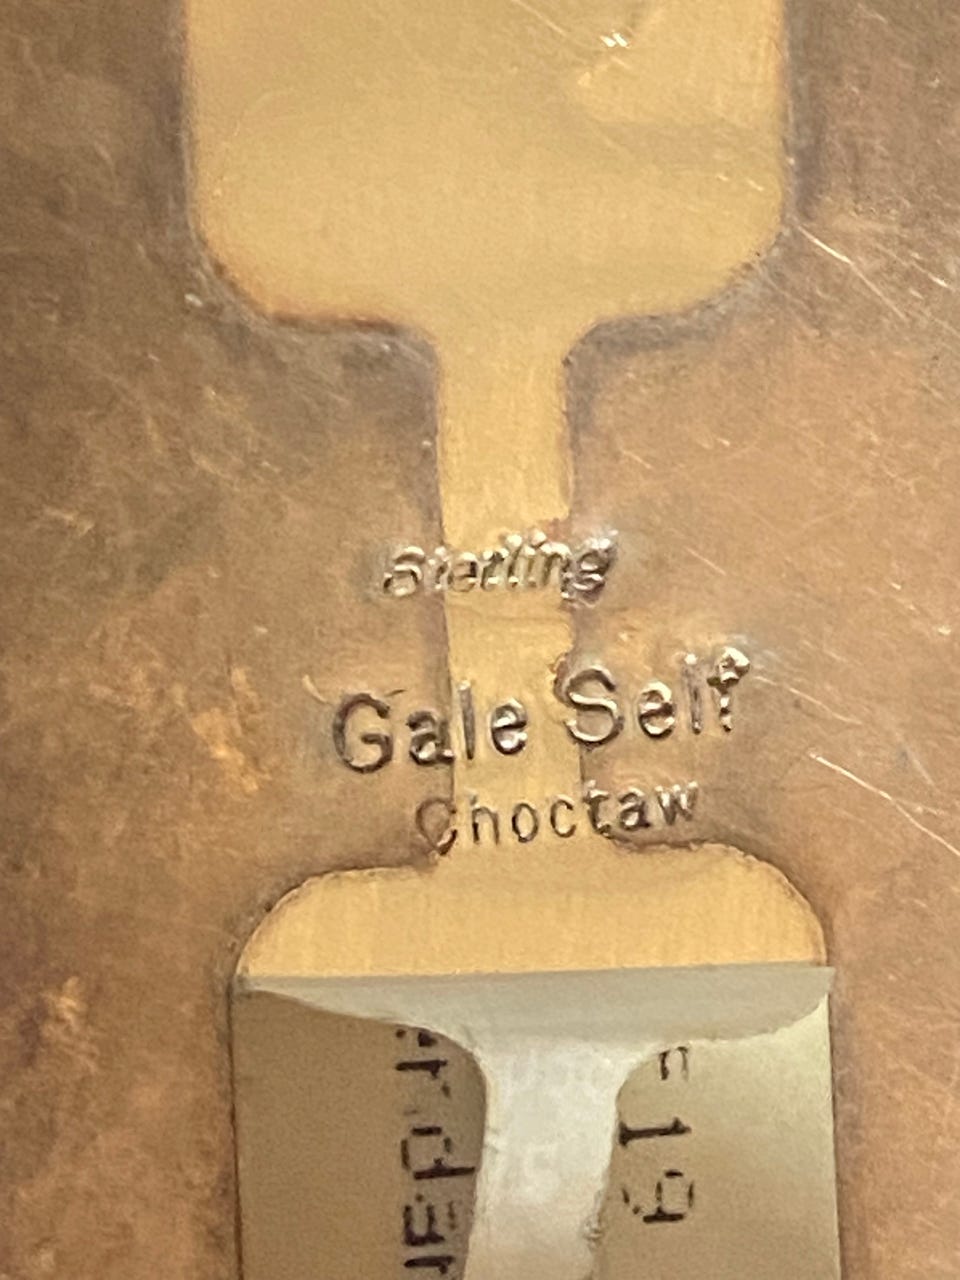 Sterling
Gale Self
Choctaw